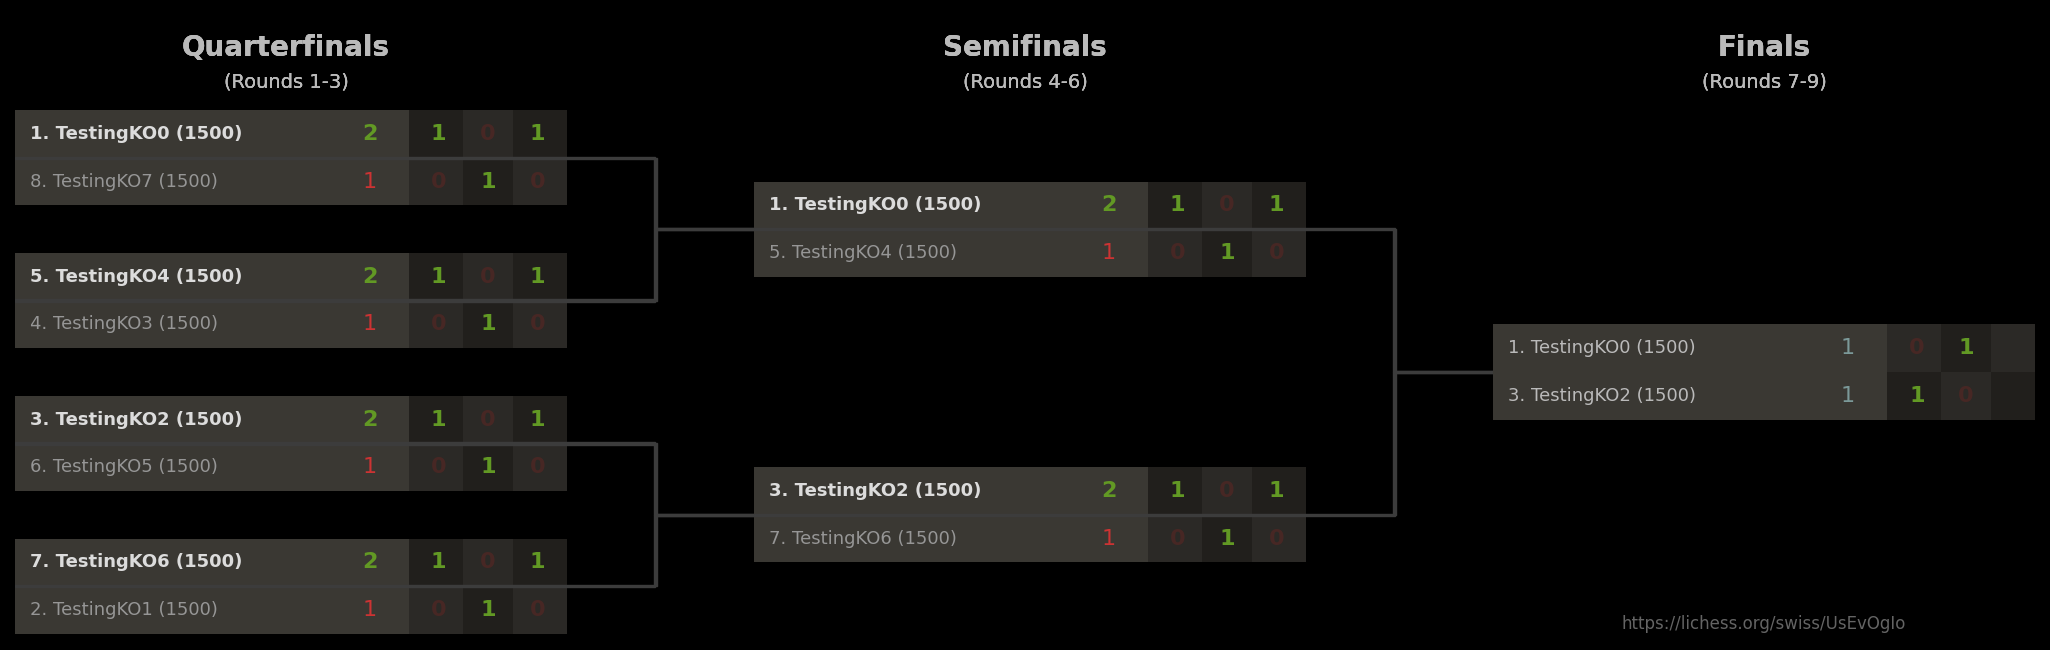 Quarterfinals
(Rounds 1-3)
1. TestingKO0 (1500) 2 1 0 1
8. TestingKO7 (1500) 1 0 1 0
5. TestingKO4 (1500) 2 1 0 1
4. TestingKO3 (1500) 1 0 1 0
3. TestingKO2 (1500) 2 1 0 1
6. TestingKO5 (1500) 1 0 1 0
7. TestingKO6 (1500) 2 1 0 1
2. TestingKO1 (1500) 1 0 1 0
Semifinals
(Rounds 4-6)
1. TestingKO0 (1500) 2 1 0 1
5. TestingKO4 (1500) 1 0 1 0
3. TestingKO2 (1500) 2 1 0 1
7. TestingKO6 (1500) 1 0 1 0
Finals
(Rounds 7-9)
1. TestingKO0 (1500) 1 0 1
3. TestingKO2 (1500) 1 1 0
https://lichess.org/swiss/UsEvOgIo